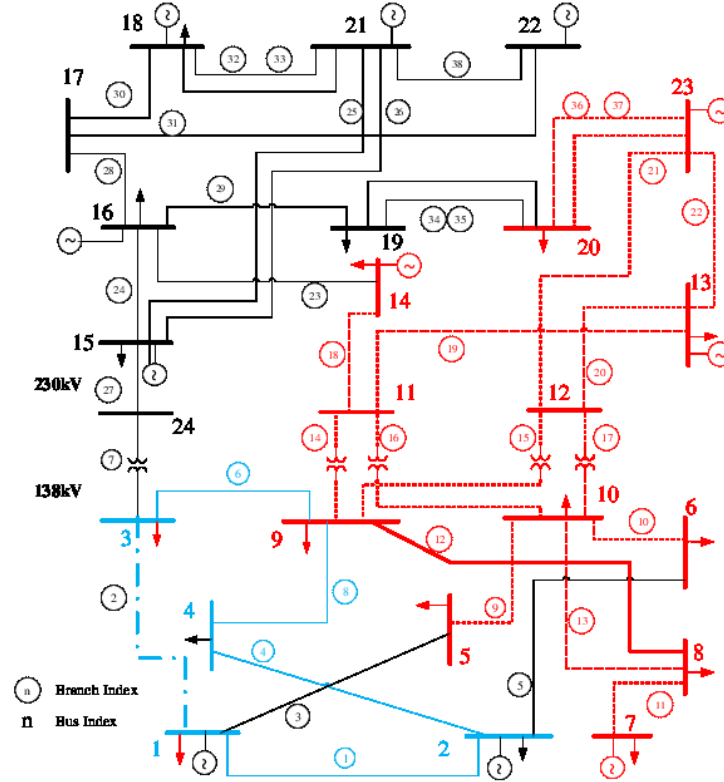 18 21 22
32 33 38
17 23
30 25 26 36 37
31 21
28 29 22
16 34 35
19 20
24 23 14 13
15 18 19
230kV 27 11 12 20
24 14 16 15 17
7
138kV 6 10 6
3 9 12 10
2 4 8 9 13
4 5 5 8
n Branch Index 3 11
n Bus Index 1 2 7
1